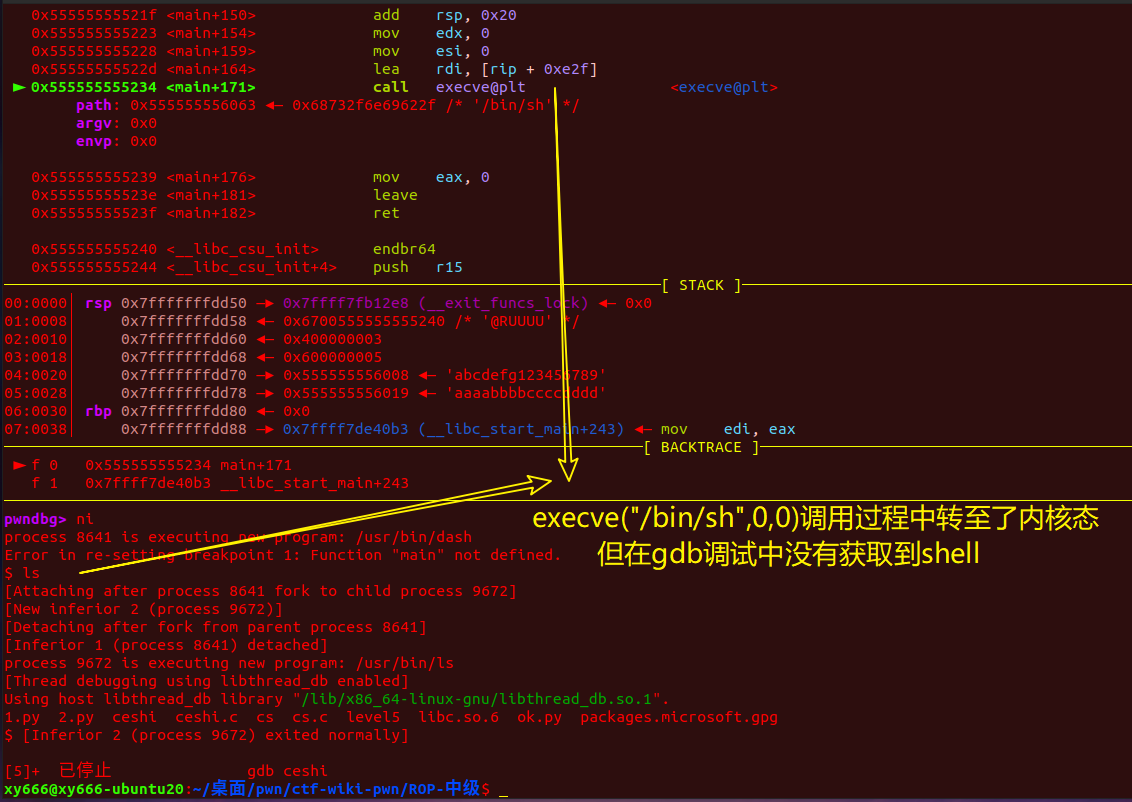 0x55555555521f <main+150> add rsp, 0x20
0x555555555223 <main+154> mov edx, 0
0x555555555228 <main+159> mov esi, 0
0x55555555522d <main+164> lea rdi, [rip + 0xe2f]
► 0x555555555234 <main+171> call execve@plt <execve@plt>
path: 0x555555556063 ◂— 0x68732f6e69622f /* '/bin/sh' */
argv: 0x0
envp: 0x0
0x555555555239 <main+176> mov eax, 0
0x55555555523e <main+181> leave
0x55555555523f <main+182> ret
0x555555555240 <__libc_csu_init> endbr64
0x555555555244 <__libc_csu_init+4> push r15
[ STACK ]
00:0000│ rsp 0x7fffffffdd50 —▸ 0x7ffff7fb12e8 (__exit_funcs_lock) ◂— 0x0
01:0008│ 0x7fffffffdd58 ◂— 0x6700555555555240 /* '@RUUUU' */
02:0010│ 0x7fffffffdd60 ◂— 0x400000003
03:0018│ 0x7fffffffdd68 ◂— 0x600000005
04:0020│ 0x7fffffffdd70 —▸ 0x555555556008 ◂— 'abcdefg123456789'
05:0028│ 0x7fffffffdd78 —▸ 0x555555556019 ◂— 'aaaabbbbccccdddd'
06:0030│ rbp 0x7fffffffdd80 ◂— 0x0
07:0038│ 0x7fffffffdd88 —▸ 0x7ffff7de40b3 (__libc_start_main+243) ◂— mov edi, eax
[ BACKTRACE ]
► f 0 0x555555555234 main+171
f 1 0x7ffff7de40b3 __libc_start_main+243
pwndbg> ni
process 8641 is executing new program: /usr/bin/dash
Error in re-setting breakpoint 1: Function "main" not defined.
$ ls
execve("/bin/sh",0,0)调用过程中转至了内核态
但在gdb调试中没有获取到shell
[Attaching after process 8641 fork to child process 9672]
[New inferior 2 (process 9672)]
[Detaching after fork from parent process 8641]
[Inferior 1 (process 8641) detached]
process 9672 is executing new program: /usr/bin/ls
[Thread debugging using libthread_db enabled]
Using host libthread_db library "/lib/x86_64-linux-gnu/libthread_db.so.1".
1.py 2.py ceshi ceshi.c cs cs.c level5 libc.so.6 ok.py packages.microsoft.gpg
$ [Inferior 2 (process 9672) exited normally]
[5]+ 已停止 gdb ceshi
xy666@xy666-ubuntu20:~/桌面/pwn/ctf-wiki-pwn/ROP-中级$ _